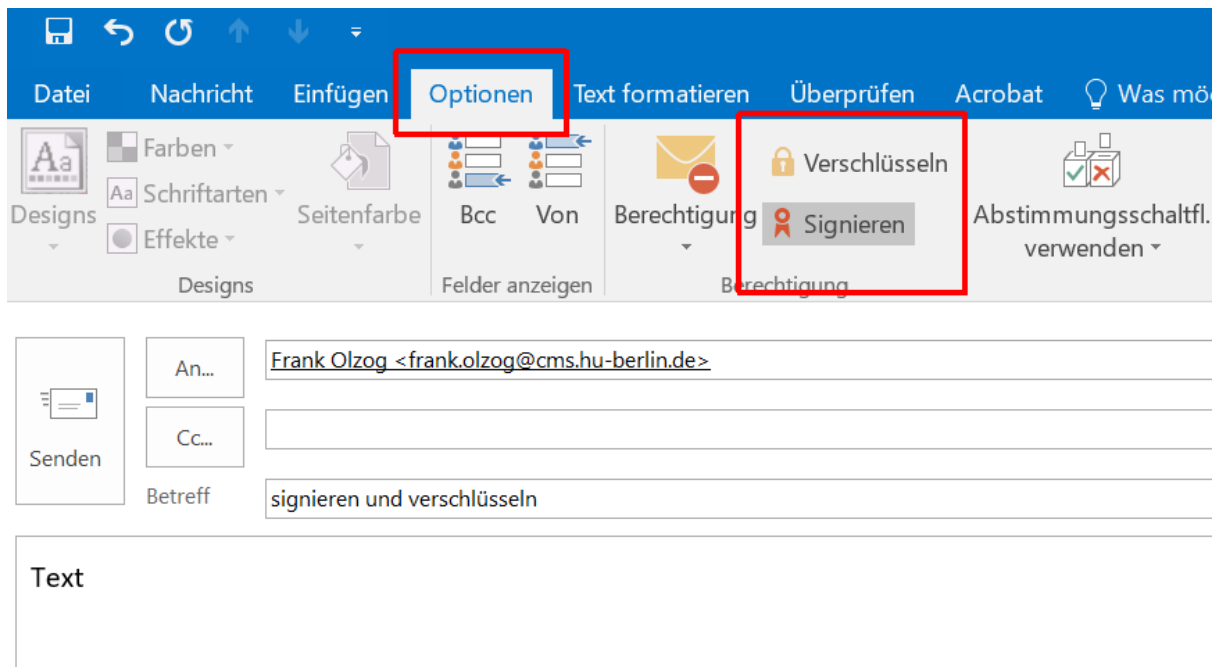 Datei Nachricht Einfügen Optionen Text formatieren Überprüfen Acrobat Was
Aa Farben Verschlüsseln
Aa Schriftarten
Designs Seitenfarbe Bcc Von Berechtigung Signieren Abstimmungsschaltfl.
Effekte verwenden
Designs Felder anzeigen Berechtigung
An... Frank Olzog <frank.olzog@cms.hu-berlin.de>
Cc...
Senden
Betreff signieren und verschlüsseln
Text